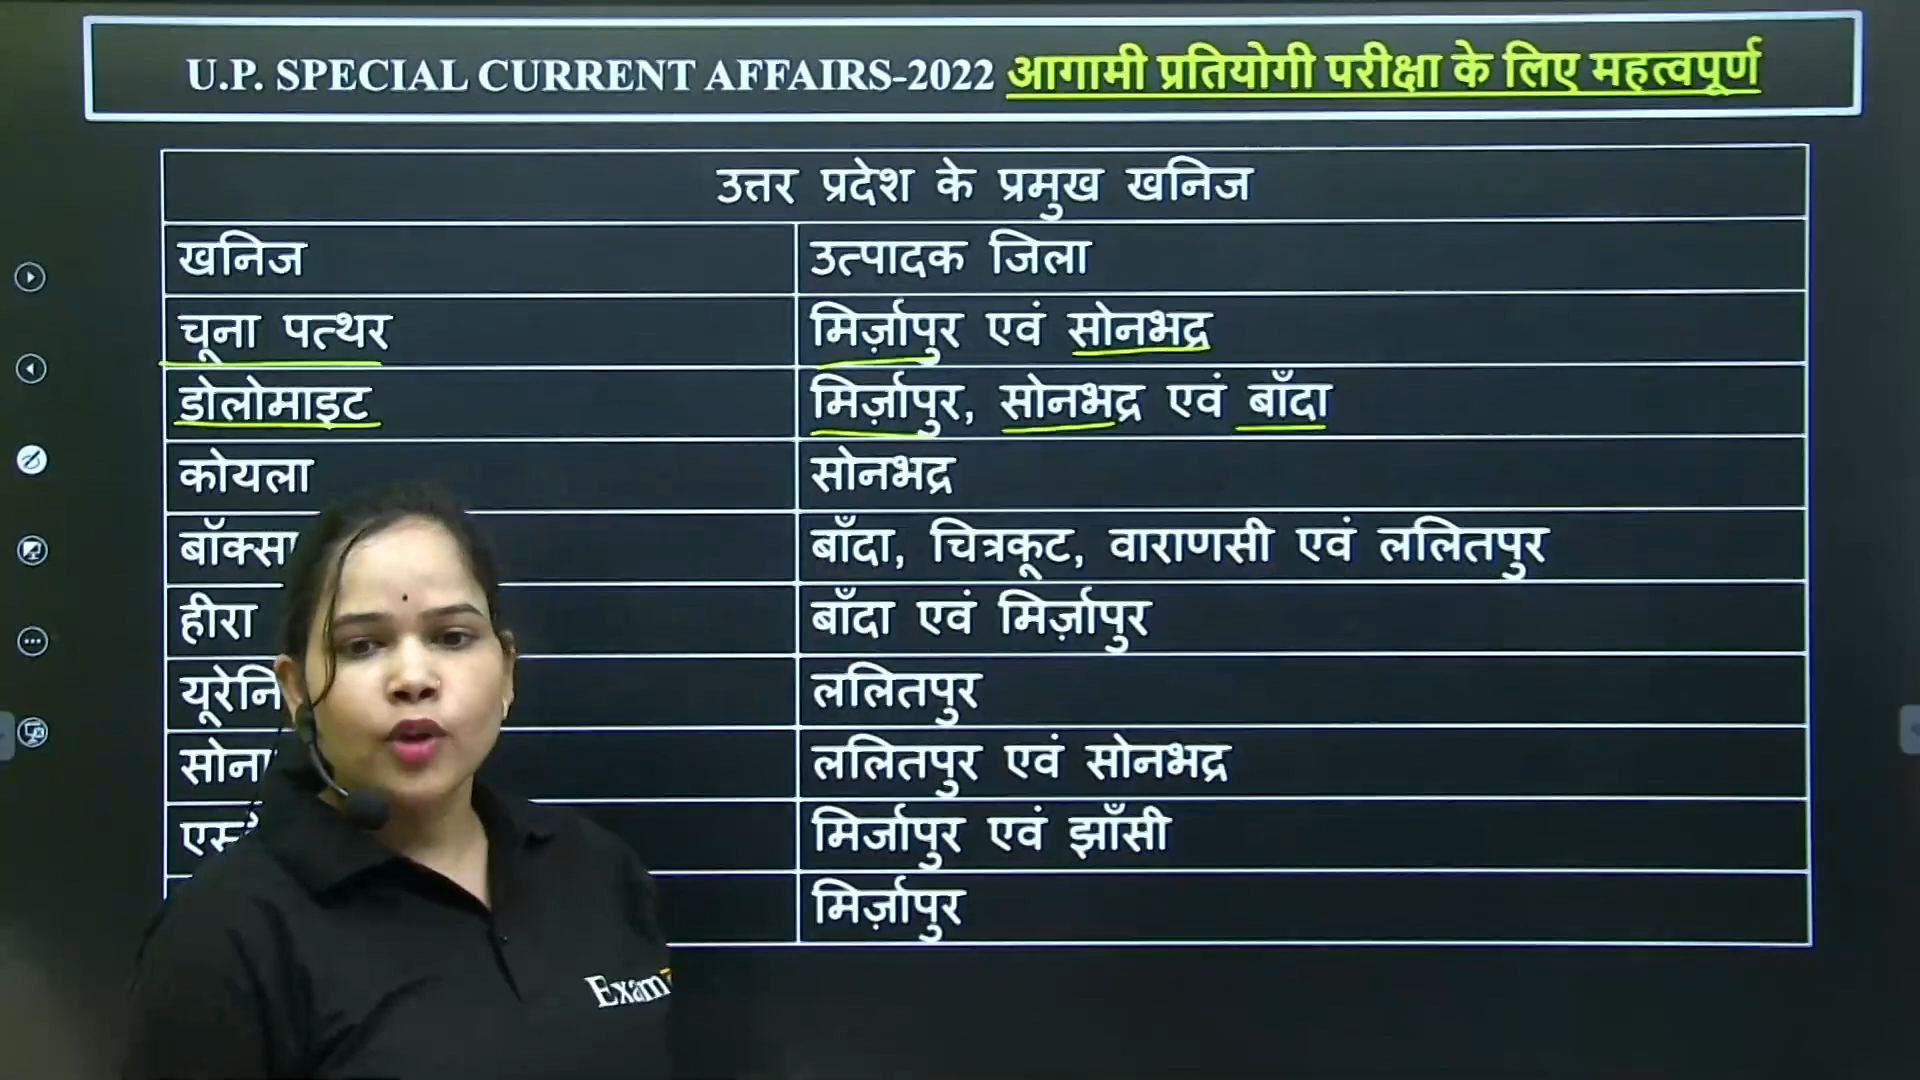 U.P. SPECIAL CURRENT AFFAIRS-2022 आगामी प्रतियोगी परीक्षा के लिए महत्वपूर्ण
उत्तर प्रदेश के प्रमुख खनिज
खनिज उत्पादक जिला
चूना पत्थर मिर्ज़ापुर एवं सोनभद्र
डोलोमाइट मिर्ज़ापुर, सोनभद्र एवं बाँदा
कोयला सोनभद्र
बाँदा, चित्रकूट, वाराणसी एवं ललितपुर
हीरा बाँदा एवं मिर्ज़ापुर
ललितपुर
ललितपुर एवं सोनभद्र
मिर्जापुर एवं झाँसी
मिर्ज़ापुर
Exam